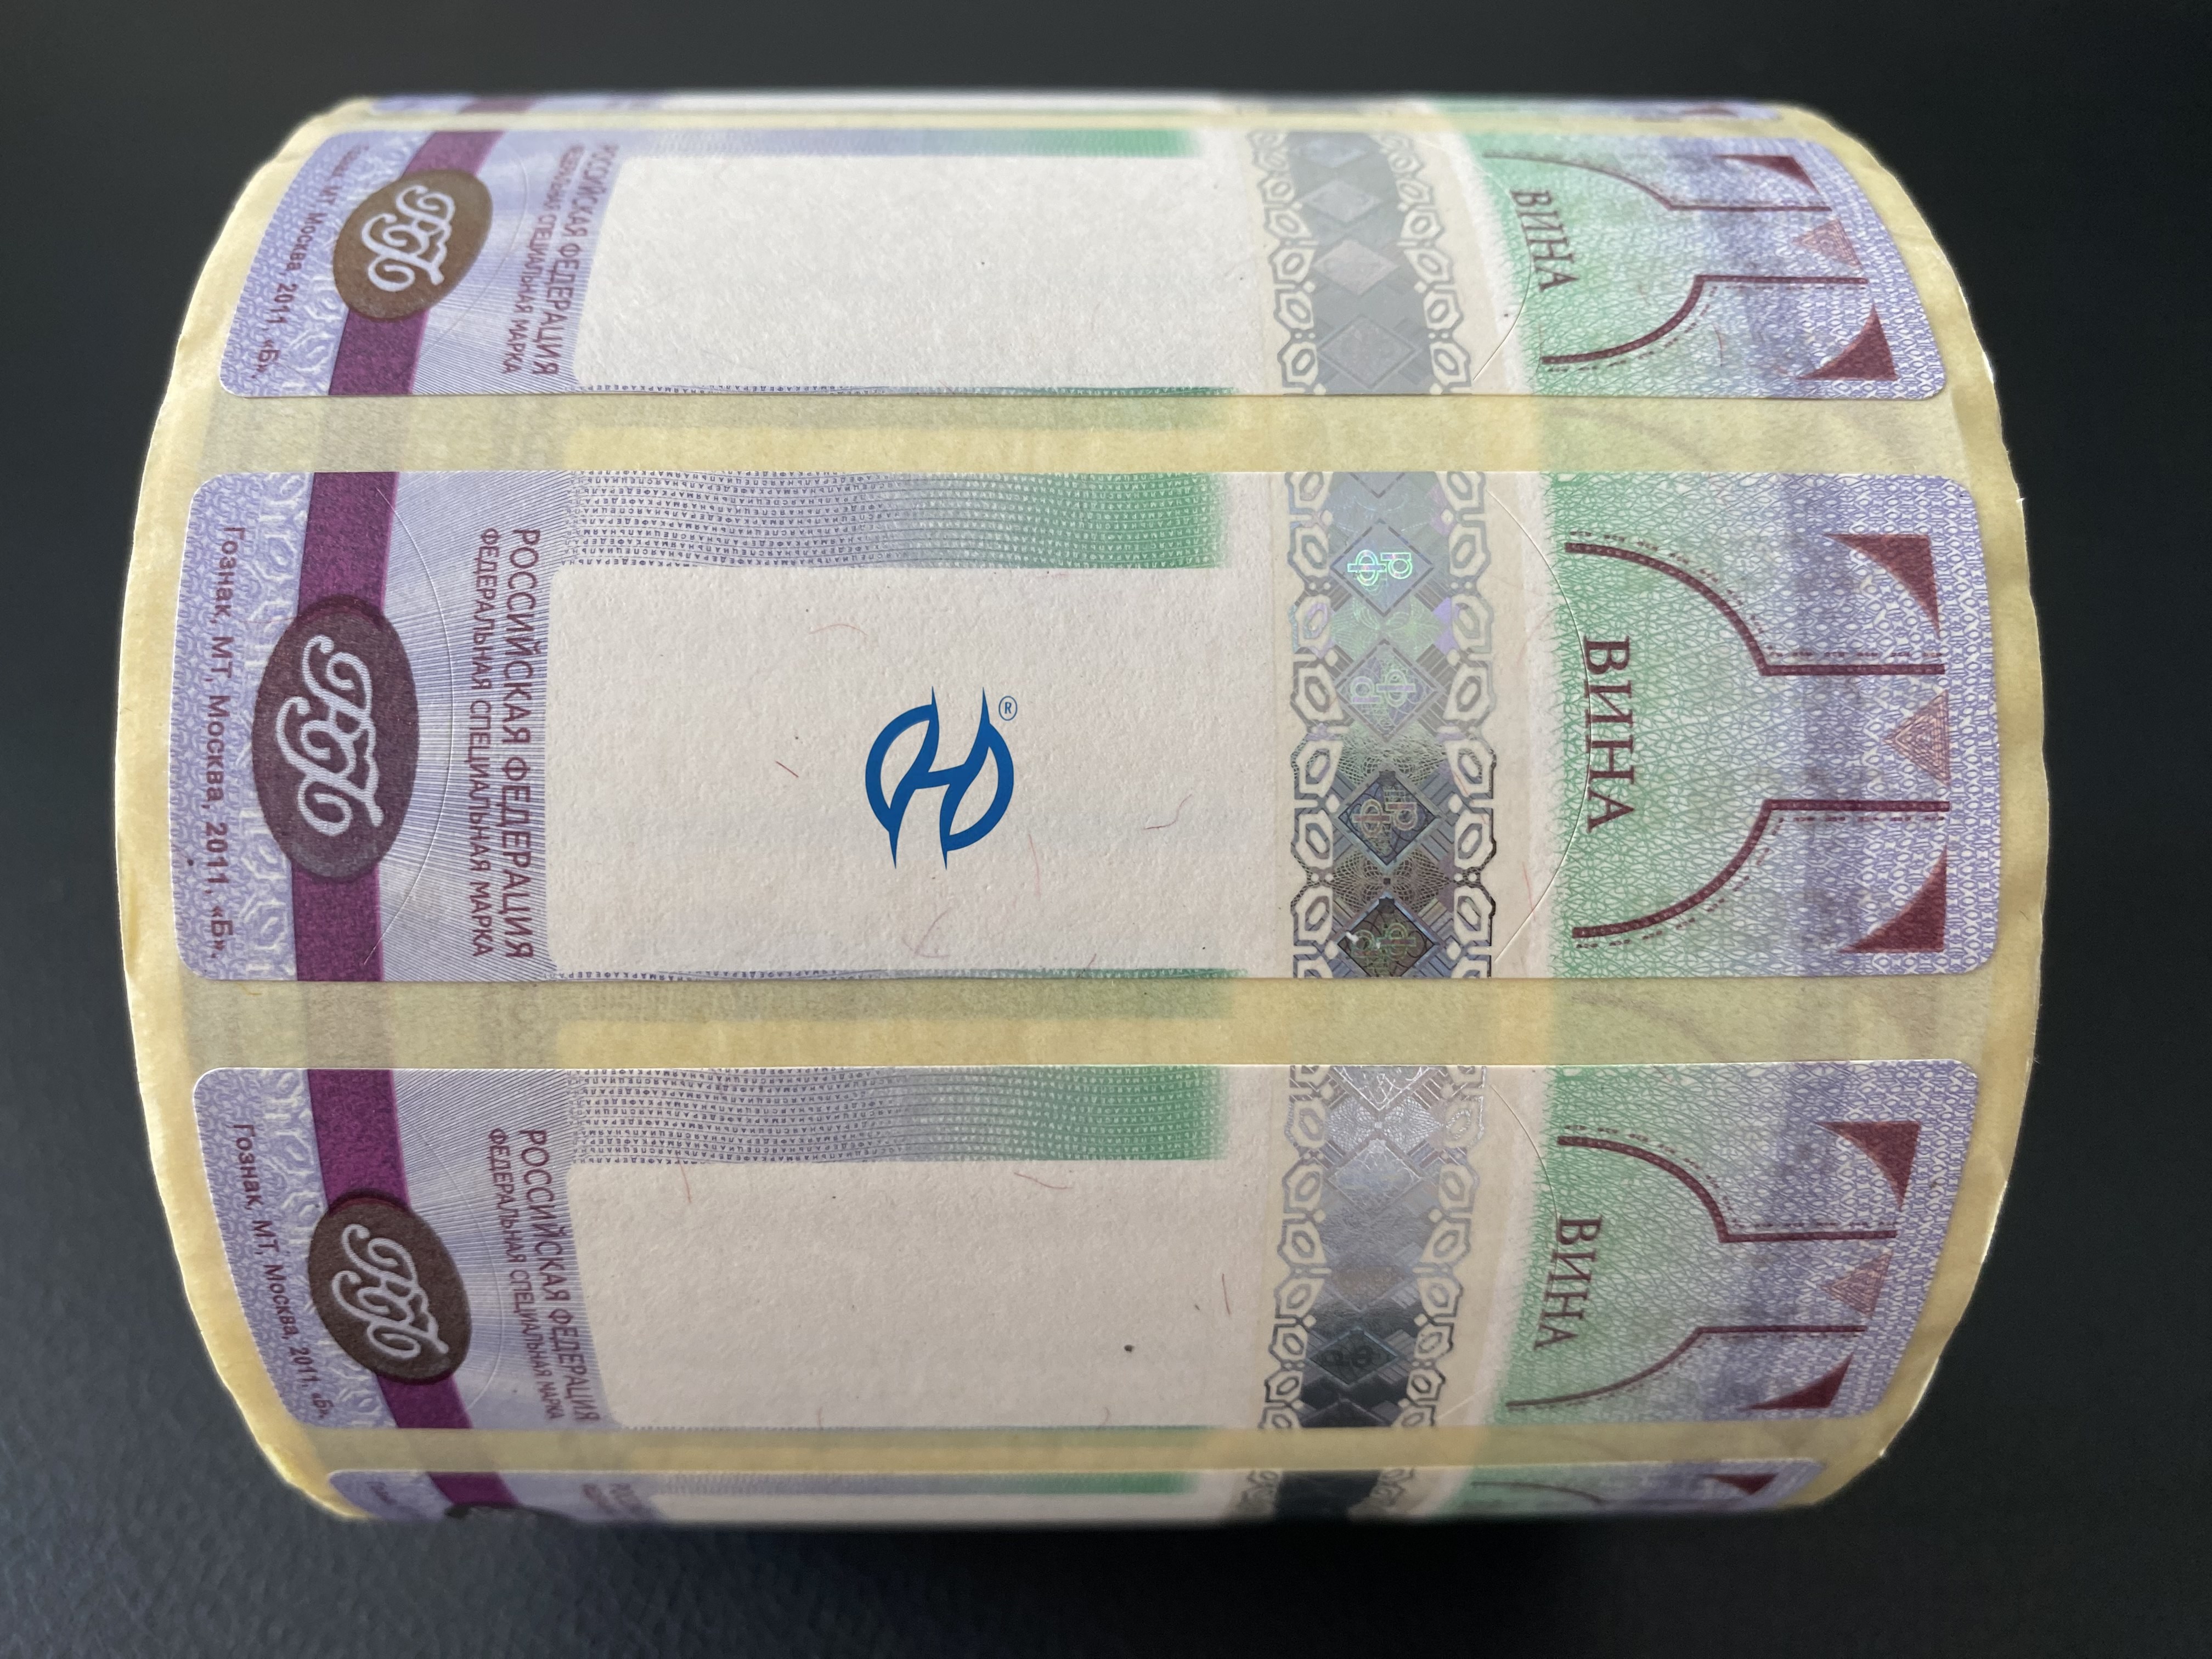 РОССИЙСКАЯ ФЕДЕРАЦИЯ
ФЕДЕРАЛЬНАЯ СПЕЦИАЛЬНАЯ МАРКА
МТ Москва, 2011, «Б».
ВИНА
РОССИЙСКАЯ ФЕДЕРАЦИЯ
ФЕДЕРАЛЬНАЯ СПЕЦИАЛЬНАЯ МАРКА
Гознак, МТ, Москва, 2011, «Б».
®
РФ
ВИНА
РОССИЙСКАЯ ФЕДЕРАЦИЯ
ФЕДЕРАЛЬНАЯ СПЕЦИАЛЬНАЯ МАРКА
Гознак, МТ, Москва, 2011, «Б».
ВИНА